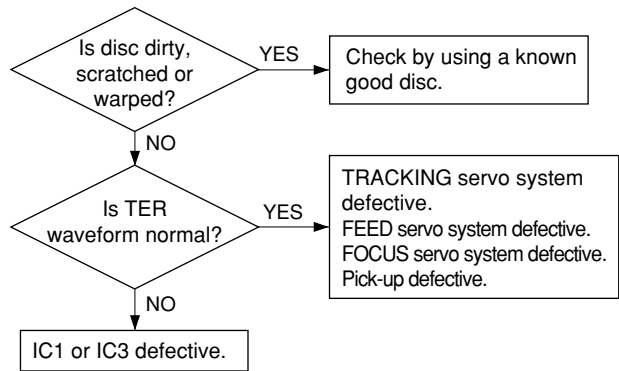 Is disc dirty,
scratched or
warped?
YES
Check by using a known
good disc.
NO
Is TER
waveform normal?
YES
TRACKING servo system
defective.
FEED servo system defective.
FOCUS servo system defective.
Pick-up defective.
NO
IC1 or IC3 defective.